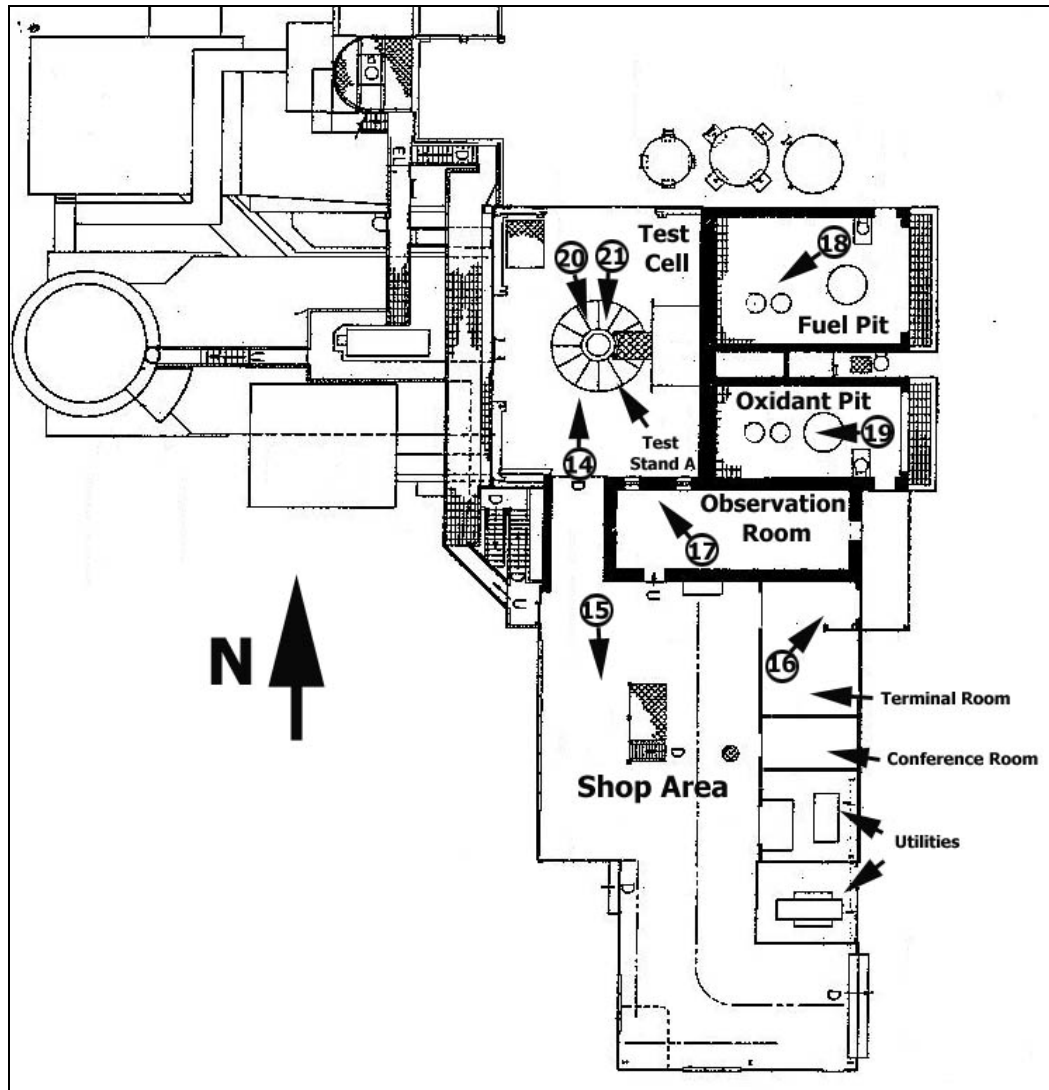 EL
D
20
21
Test
Cell
18
Fuel Pit
Oxidant Pit
19
Test
Stand A
14
D
D
Observation
Room
17
D
U
U
15
16
N
Terminal Room
D
Conference Room
Shop Area
Utilities
D
D